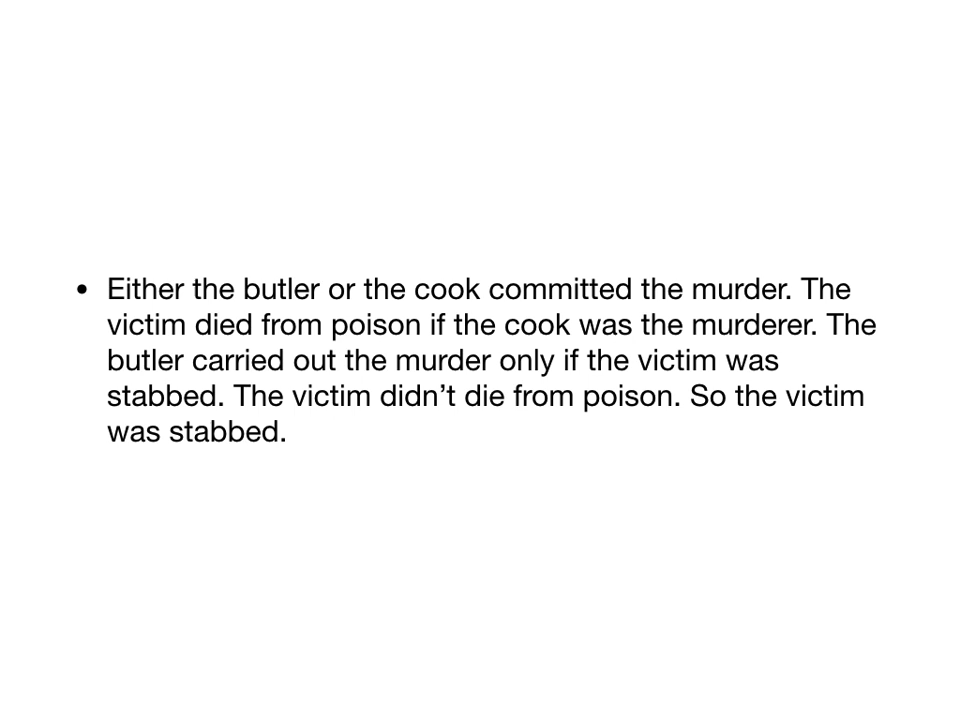 • Either the butler or the cook committed the murder. The
victim died from poison if the cook was the murderer. The
butler carried out the murder only if the victim was
stabbed. The victim didn’t die from poison. So the victim
was stabbed.